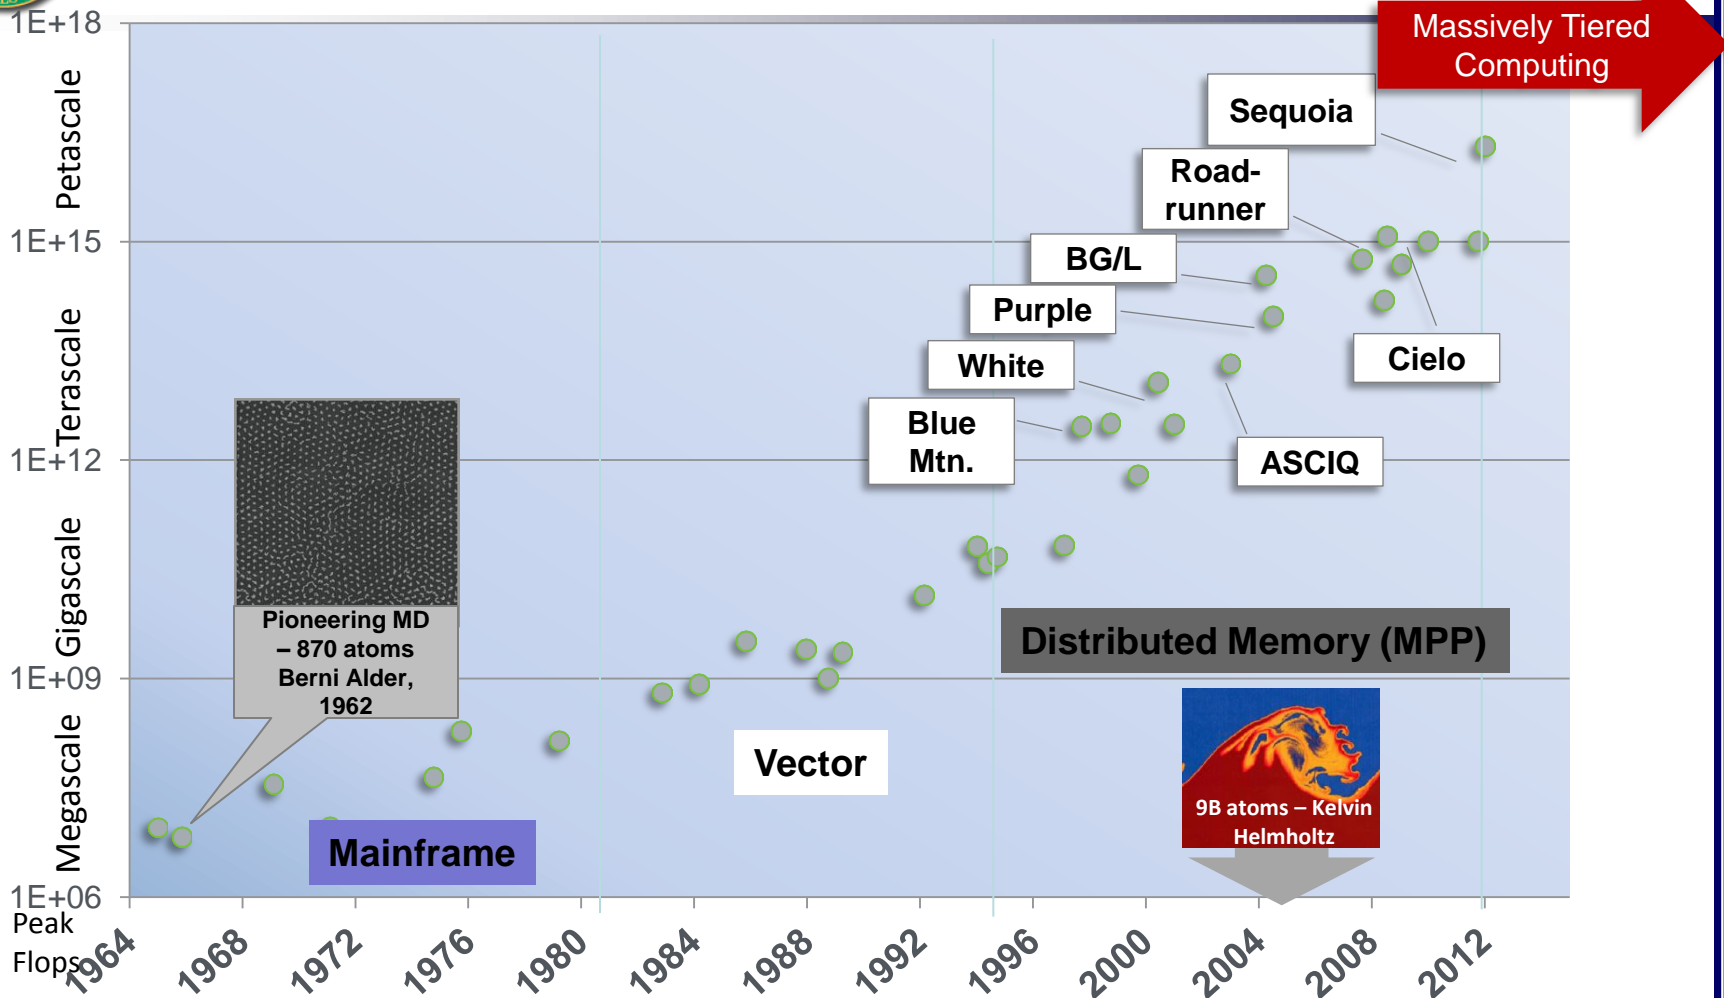 1E+18
Massively Tiered
Computing
Sequoia
Petascale
Road-
runner
1E+15
BG/L
Purple
Terascale
White
Cielo
Blue
Mtn.
1E+12
ASCIQ
Gigascale
Pioneering MD
– 870 atoms
Berni Alder,
1962
Distributed Memory (MPP)
1E+09
Megascale
Vector
9B atoms – Kelvin
Helmholtz
Mainframe
1E+06
Peak
Flops
1964
1968
1972
1976
1980
1984
1988
1992
1996
2000
2004
2008
2012